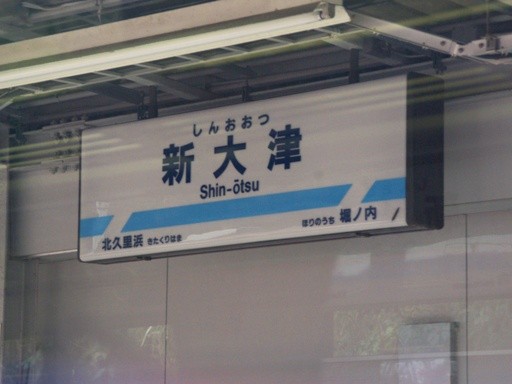 しんおおつ
新大津
Shin-ōtsu
北久里浜 きたくりはま
ほりのうち 堀ノ内